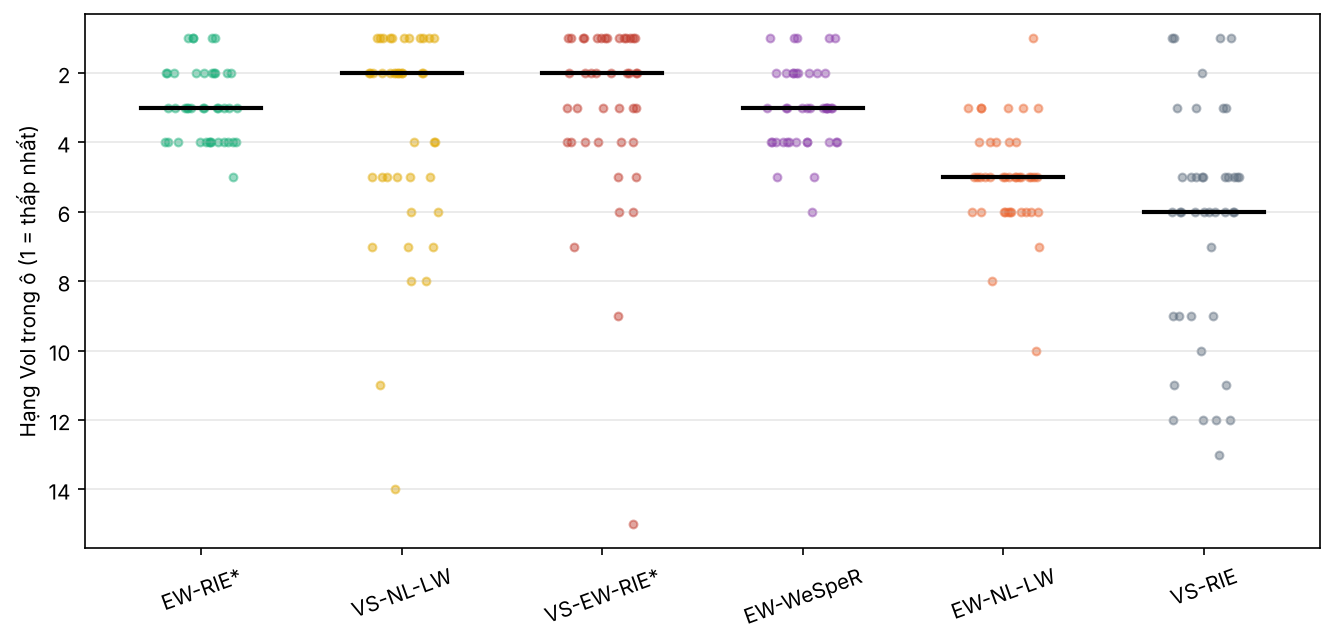 Hạng Vol trong ô (1 = thấp nhất)
2
4
6
8
10
12
14
EW-RIE*
VS-NL-LW
VS-EW-RIE*
EW-WeSpeR
EW-NL-LW
VS-RIE